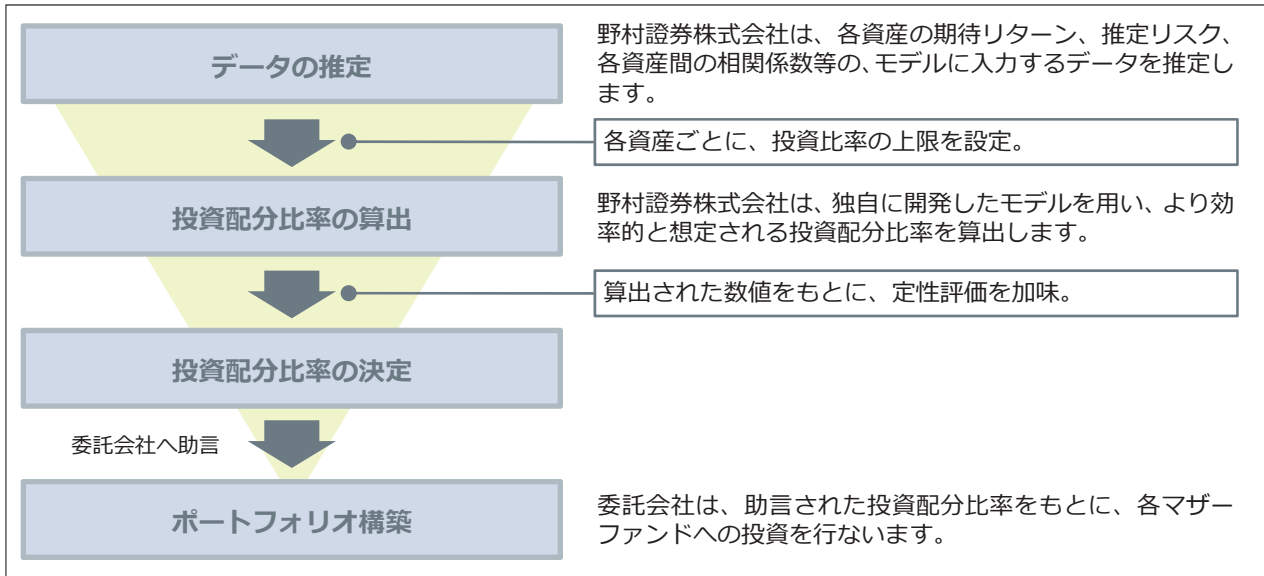 データの推定
野村證券株式会社は、各資産の期待リターン、推定リスク、
各資産間の相関係数等の、モデルに入力するデータを推定し
ます。
各資産ごとに、投資比率の上限を設定。
投資配分比率の算出
野村證券株式会社は、独自に開発したモデルを用い、より効
率的と想定される投資配分比率を算出します。
算出された数値をもとに、定性評価を加味。
投資配分比率の決定
委託会社へ助言
ポートフォリオ構築
委託会社は、助言された投資配分比率をもとに、各マザー
ファンドへの投資を行ないます。